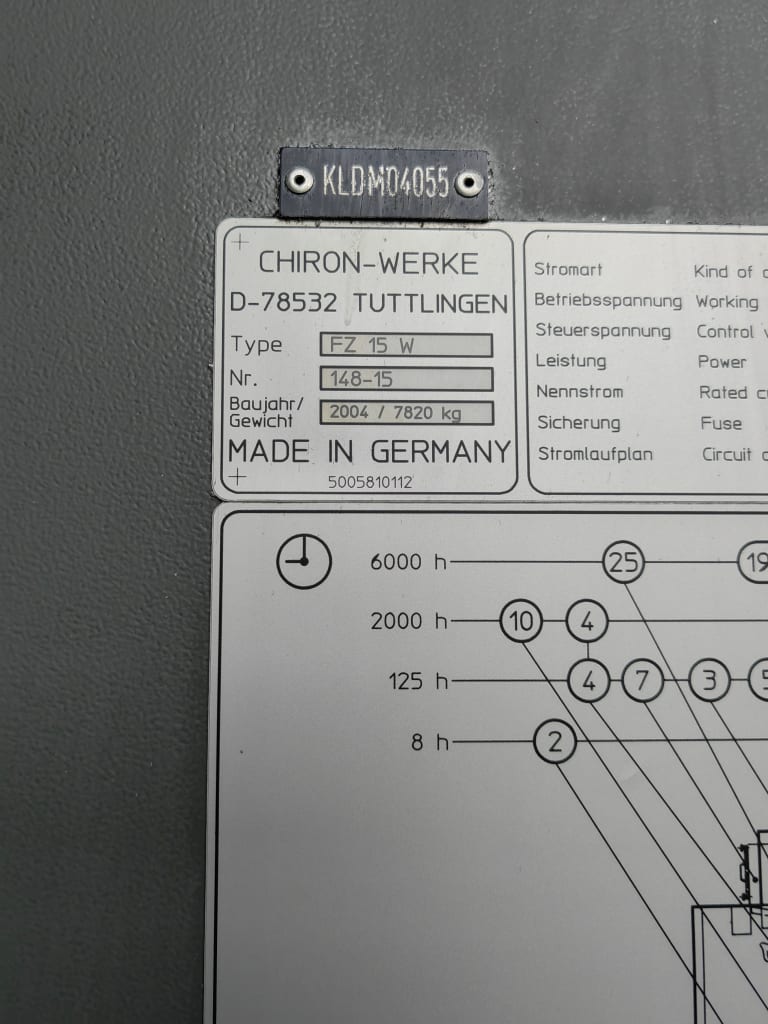 KLDM04055
CHIRON-WERKE
D-78532 TUTTLINGEN
Type FZ 15 W
Nr. 148-15
Baujahr/
Gewicht 2004 / 7820 kg
MADE IN GERMANY
5005810112
Stromart Kind of
Betriebsspannung Working
Steuerspannung Control
Leistung Power
Nennstrom Rated
Sicherung Fuse
Stromlaufplan Circuit
6000 h 25 19
2000 h 10 4
125 h 4 7 3
8 h 2